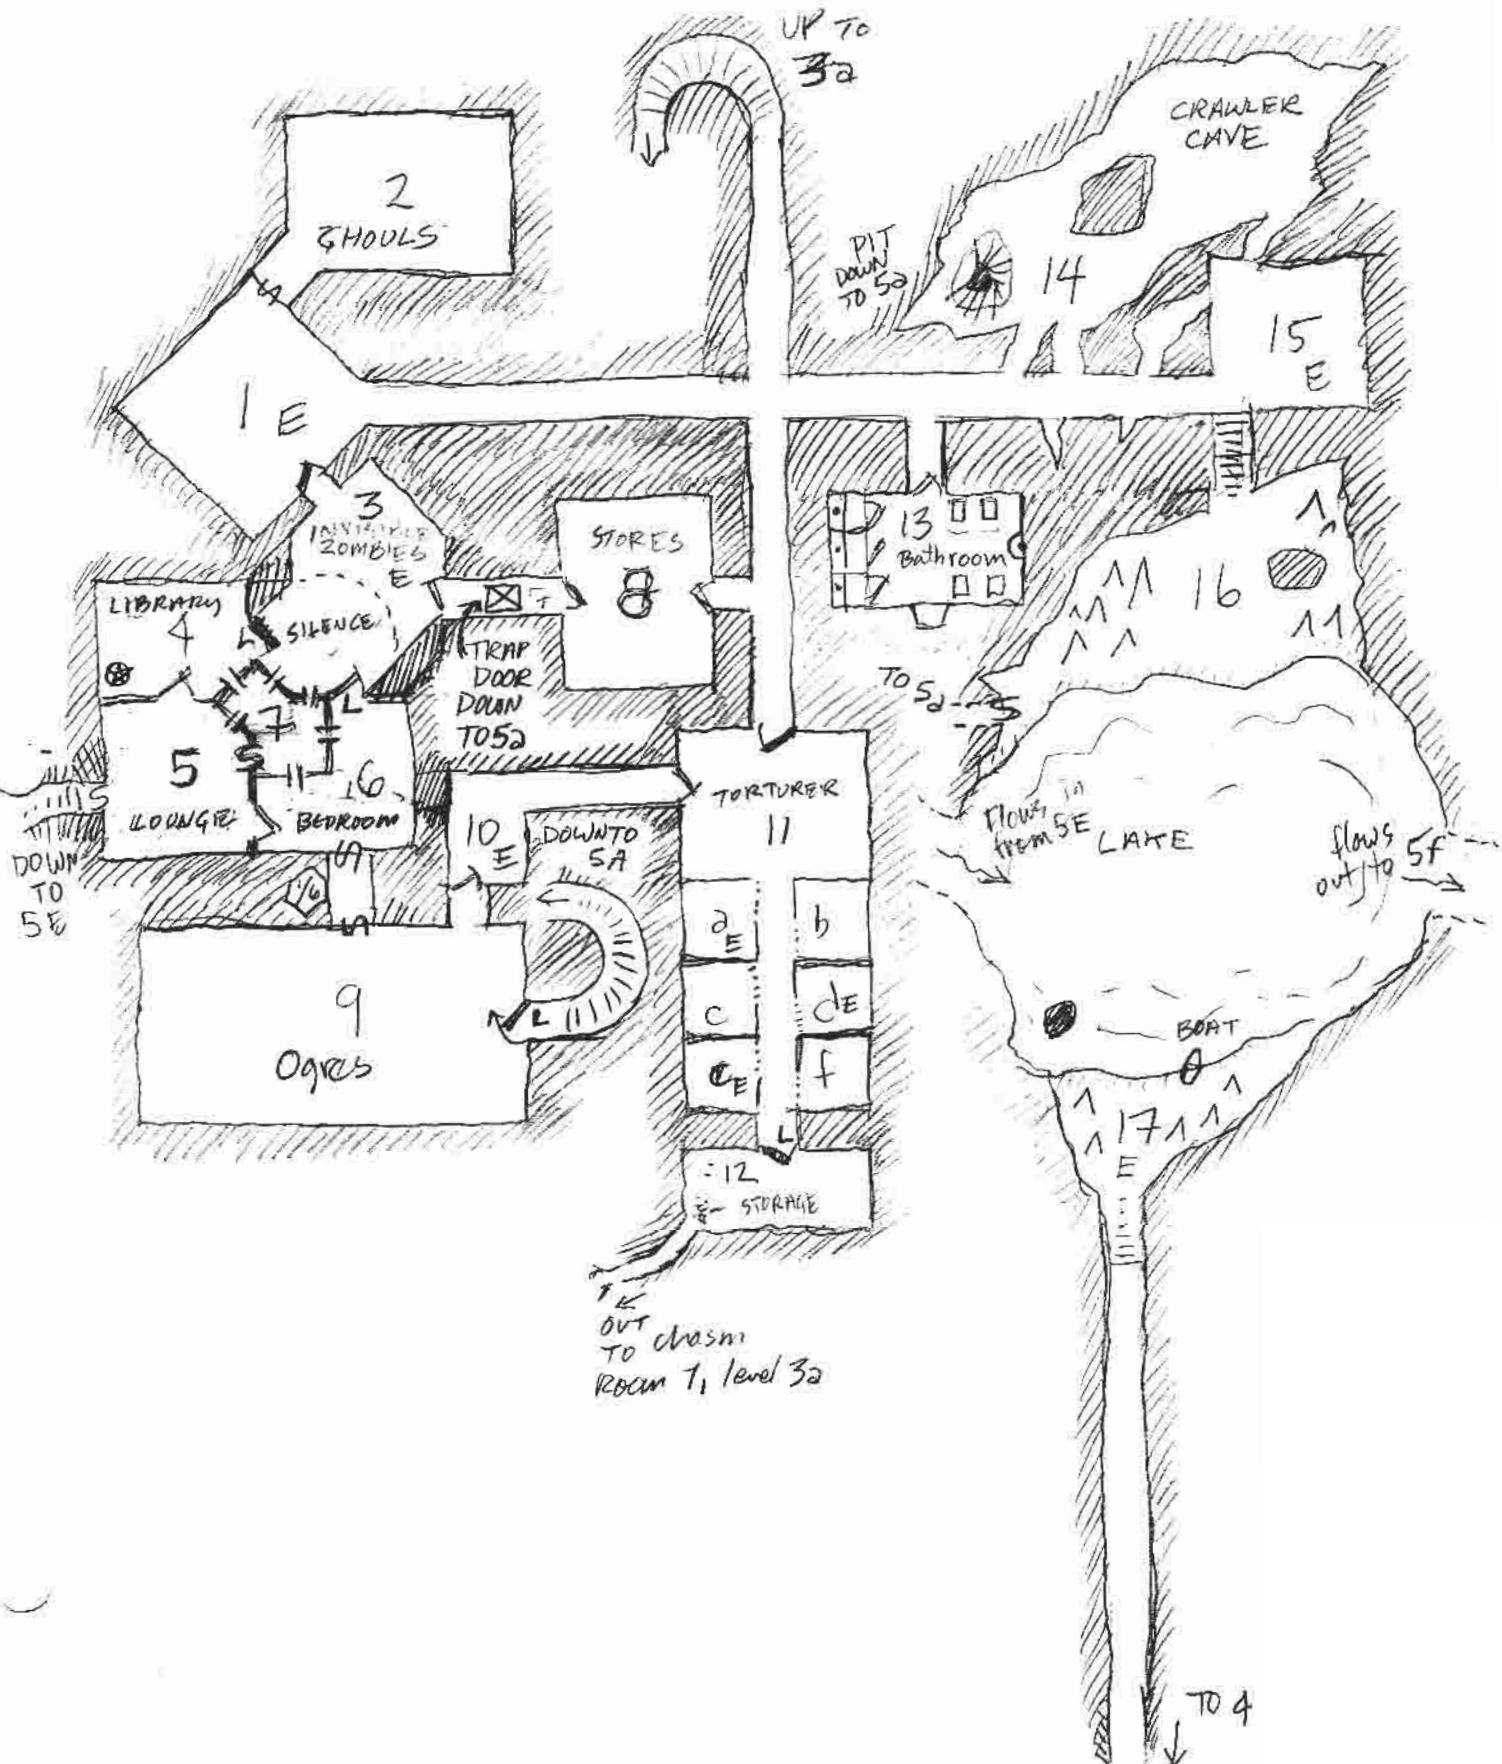 UP TO
3a
CRAWLER
CAVE
2
GHOULS
PIT
DOWN
TO 5a
14
15
E
1 E
3
INVISIBLE
ZOMBIES
E
STORES
8
13
Bathroom
16
LIBRARY
4
L
SILENCE
T
TRAP
DOOR
DOWN
TO 5a
TO 5a
S
7
L
S
5
LOUNGE
6
BEDROOM
S
S
DOWN
TO
5E
S
S
10
E
DOWN TO
5A
TORTURER
11
flows in
from 5E
LAKE
flows
out to 5f
a
E
b
c
d E
e E
f
9
Ogres
L
BOAT
17
E
L
12
STORAGE
OUT
TO chasm
ROOM 7, level 3a
TO 4